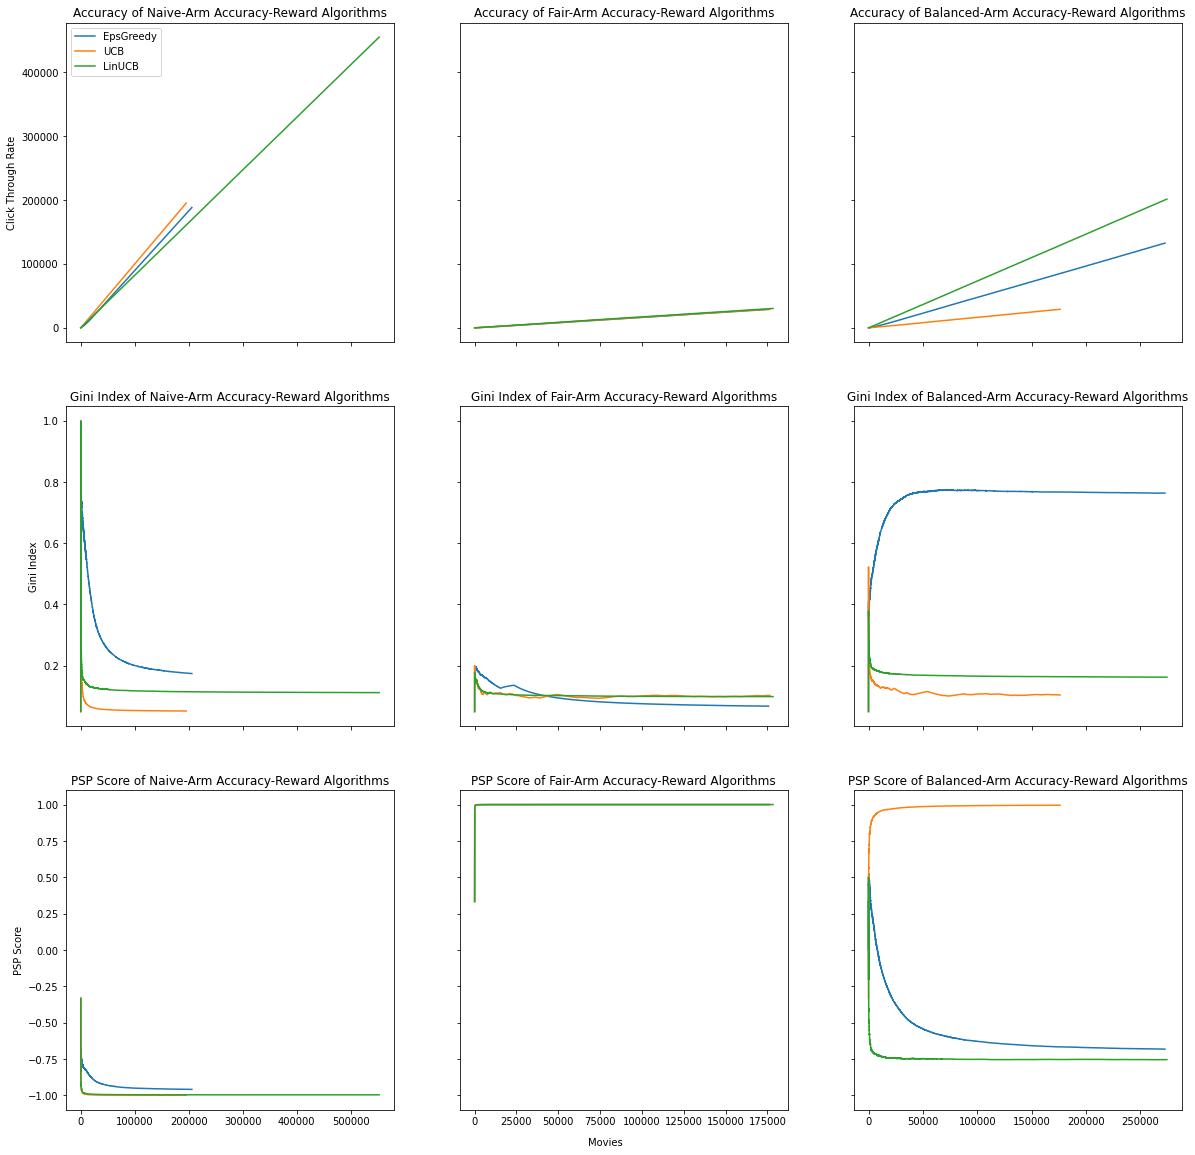 Accuracy of Naive-Arm Accuracy-Reward Algorithms
Accuracy of Fair-Arm Accuracy-Reward Algorithms
Accuracy of Balanced-Arm Accuracy-Reward Algorithms
EpsGreedy
UCB
LinUCB
400000
300000
200000
100000
0
Click Through Rate
Gini Index of Naive-Arm Accuracy-Reward Algorithms
Gini Index of Fair-Arm Accuracy-Reward Algorithms
Gini Index of Balanced-Arm Accuracy-Reward Algorithms
1.0
0.8
0.6
0.4
0.2
Gini Index
PSP Score of Naive-Arm Accuracy-Reward Algorithms
PSP Score of Fair-Arm Accuracy-Reward Algorithms
PSP Score of Balanced-Arm Accuracy-Reward Algorithms
1.00
0.75
0.50
0.25
0.00
−0.25
−0.50
−0.75
−1.00
PSP Score
0 100000 200000 300000 400000 500000
0 25000 50000 75000 100000 125000 150000 175000
0 50000 100000 150000 200000 250000
Movies